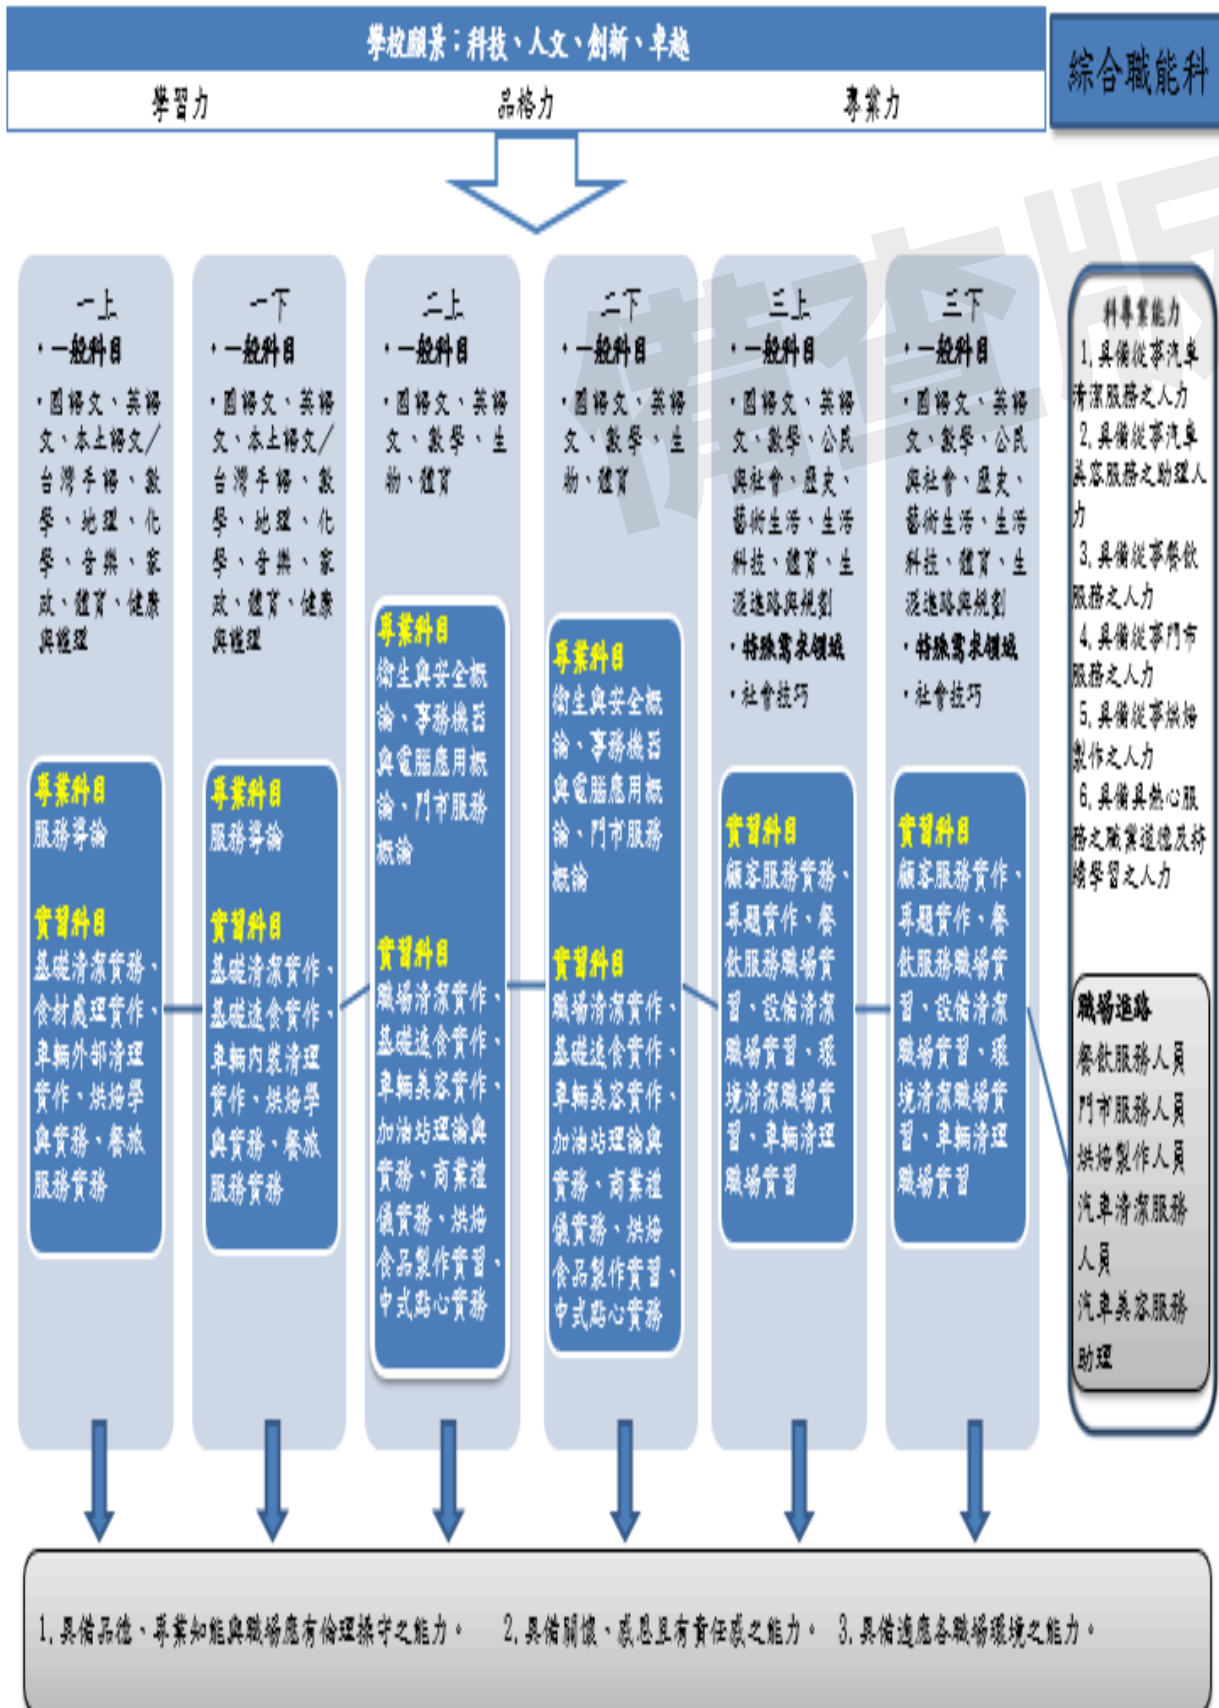 學校願景：科技、人文、創新、卓越
學習力
品格力
專業力
綜合職能科
一上
・一般科目
・國語文、英語
文、本土語文/
台灣手語、數
學、地理、化
學、音樂、家
政、體育、健康
與護理
專業科目
服務導論
實習科目
基礎清潔實務、
食材處理實作、
車輛外部清理
實作、烘焙學
與實務、餐旅
服務實務
一下
・一般科目
・國語文、英語
文、本土語文/
台灣手語、數
學、地理、化
學、音樂、家
政、體育、健康
與護理
專業科目
服務導論
實習科目
基礎清潔實作、
基礎速食實作、
車輛內裝清理
實作、烘焙學
與實務、餐旅
服務實務
二上
・一般科目
・國語文、英語
文、數學、生
物、體育
專業科目
衛生與安全概
論、事務機器
與電腦應用概
論、門市服務
概論
實習科目
職場清潔實作、
基礎速食實作、
車輛美容實作、
加油站理論與
實務、商業禮
儀實務、烘焙
食品製作實習、
中式點心實務
二下
・一般科目
・國語文、英語
文、數學、生
物、體育
專業科目
衛生與安全概
論、事務機器
與電腦應用概
論、門市服務
概論
實習科目
職場清潔實作、
基礎速食實作、
車輛美容實作、
加油站理論與
實務、商業禮
儀實務、烘焙
食品製作實習、
中式點心實務
三上
・一般科目
・國語文、英語
文、數學、公民
與社會、歷史、
藝術生活、生活
科技、體育、生
涯進路與規劃
・特殊需求領域
・社會技巧
實習科目
顧客服務實務、
專題實作、餐
飲服務職場實
習、設備清潔
職場實習、環
境清潔職場實
習、車輛清理
職場實習
三下
・一般科目
・國語文、英語
文、數學、公民
與社會、歷史、
藝術生活、生活
科技、體育、生
涯進路與規劃
・特殊需求領域
・社會技巧
實習科目
顧客服務實作、
專題實作、餐
飲服務職場實
習、設備清潔
職場實習、環
境清潔職場實
習、車輛清理
職場實習
科專業能力
1.具備從事汽車
清潔服務之人力
2.具備從事汽車
美容服務之助理人
力
3.具備從事餐飲
服務之人力
4.具備從事門市
服務之人力
5.具備從事烘焙
製作之人力
6.具備具熱心服
務之職業道德及持
續學習之人力
職場進路
餐飲服務人員
門市服務人員
烘焙製作人員
汽車清潔服務
人員
汽車美容服務
助理
1.具備品德、專業知能與職場應有倫理操守之能力。 2.具備關懷、感恩且有責任感之能力。 3.具備適應各職場環境之能力。
備查版